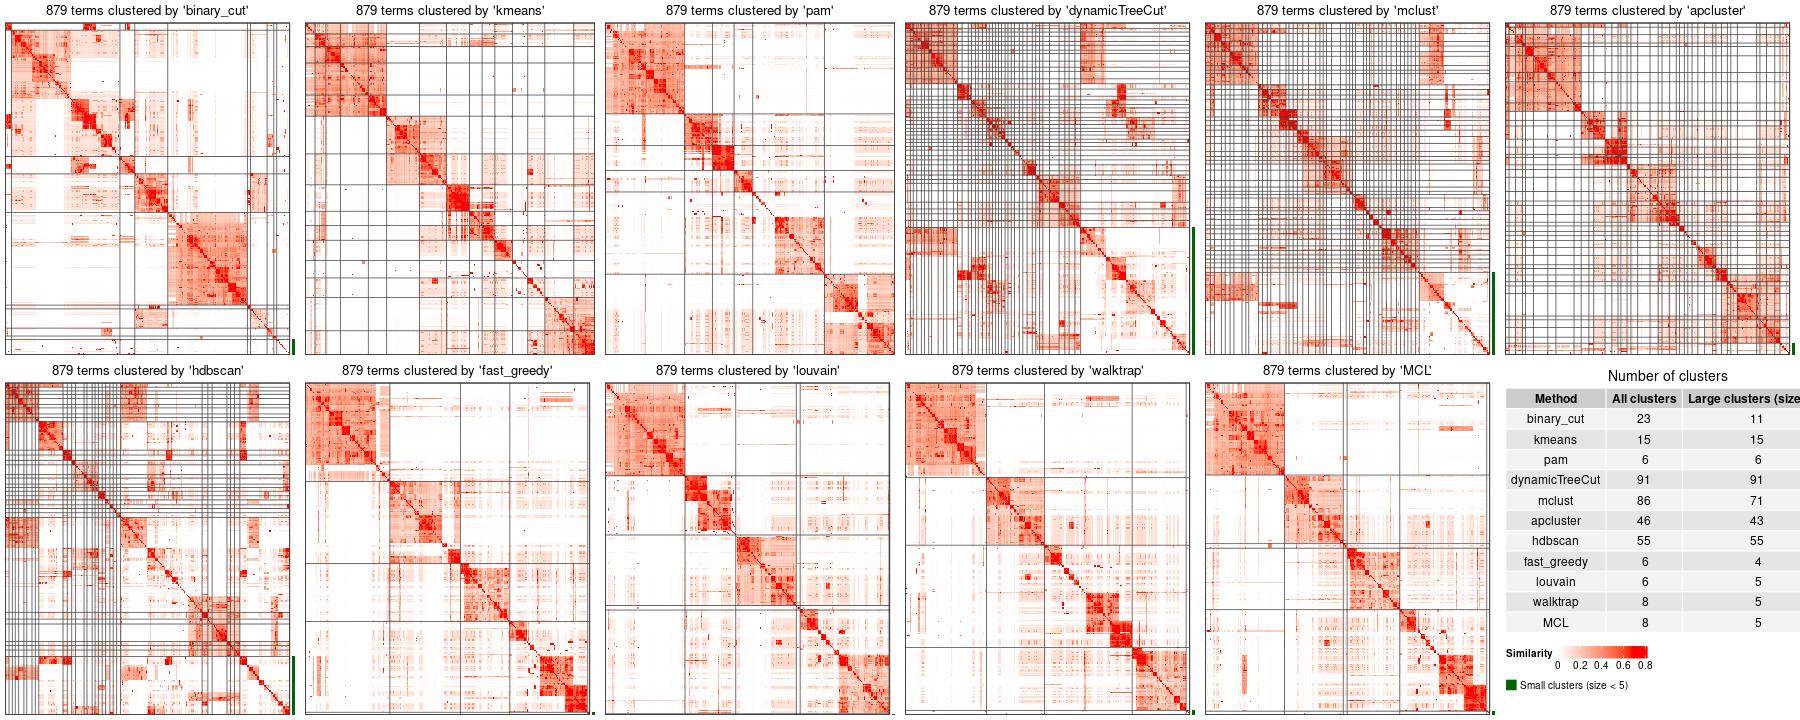 879 terms clustered by 'binary_cut'
879 terms clustered by 'kmeans'
879 terms clustered by 'pam'
879 terms clustered by 'dynamicTreeCut'
879 terms clustered by 'mclust'
879 terms clustered by 'apcluster'
879 terms clustered by 'hdbscan'
879 terms clustered by 'fast_greedy'
879 terms clustered by 'louvain'
879 terms clustered by 'walktrap'
879 terms clustered by 'MCL'
Number of clusters
Method All clusters Large clusters (size
binary_cut 23 11
kmeans 15 15
pam 6 6
dynamicTreeCut 91 91
mclust 86 71
apcluster 46 43
hdbscan 55 55
fast_greedy 6 4
louvain 6 5
walktrap 8 5
MCL 8 5
Similarity
0 0.2 0.4 0.6 0.8
Small clusters (size < 5)